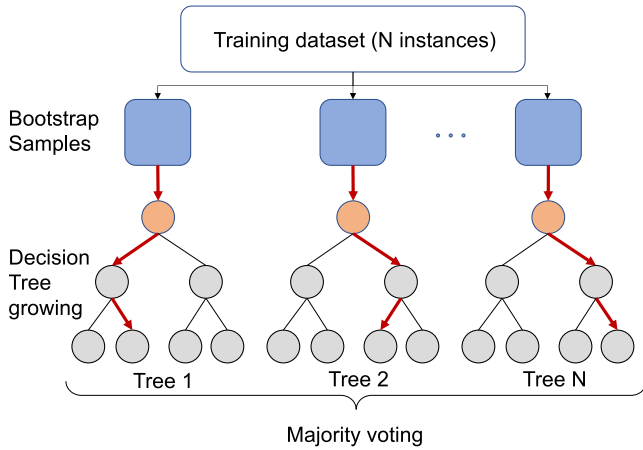 Training dataset (N instances)
Bootstrap
Samples
Decision
Tree
growing
Tree 1
Tree 2
Tree N
Majority voting